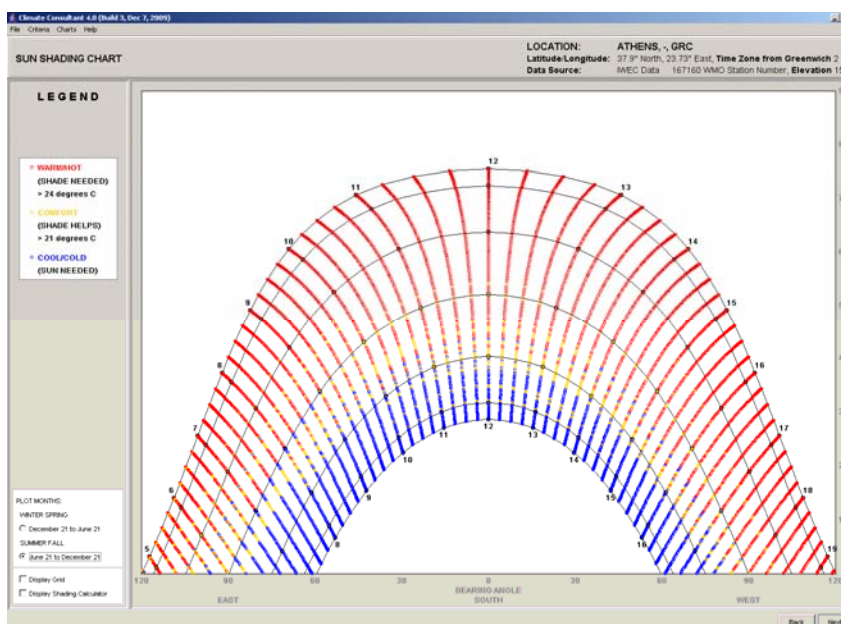 Climate Consultant 4.0 (Build 3, Dec 7, 2009)
File Criteria Charts Help
SUN SHADING CHART
LOCATION: ATHENS, -, GRC
Latitude/Longitude: 37.9° North, 23.73° East, Time Zone from Greenwich 2
Data Source: IWEC Data 167160 WMO Station Number, Elevation 15
LEGEND
WARM/HOT
(SHADE NEEDED)
> 24 degrees C
COMFORT
(SHADE HELPS)
> 21 degrees C
COOL/COLD
(SUN NEEDED)
PLOT MONTHS:
WINTER SPRING
December 21 to June 21
SUMMER FALL
June 21 to December 21
Display Grid
Display Shading Calculator
12
11 13
10 14
9 15
8 16
7 17
6 18
5 19
12
11 13
10 14
9 15
8 16
120 90 60 30 0 30 60 90 120
BEARING ANGLE
EAST SOUTH WEST
Back Next